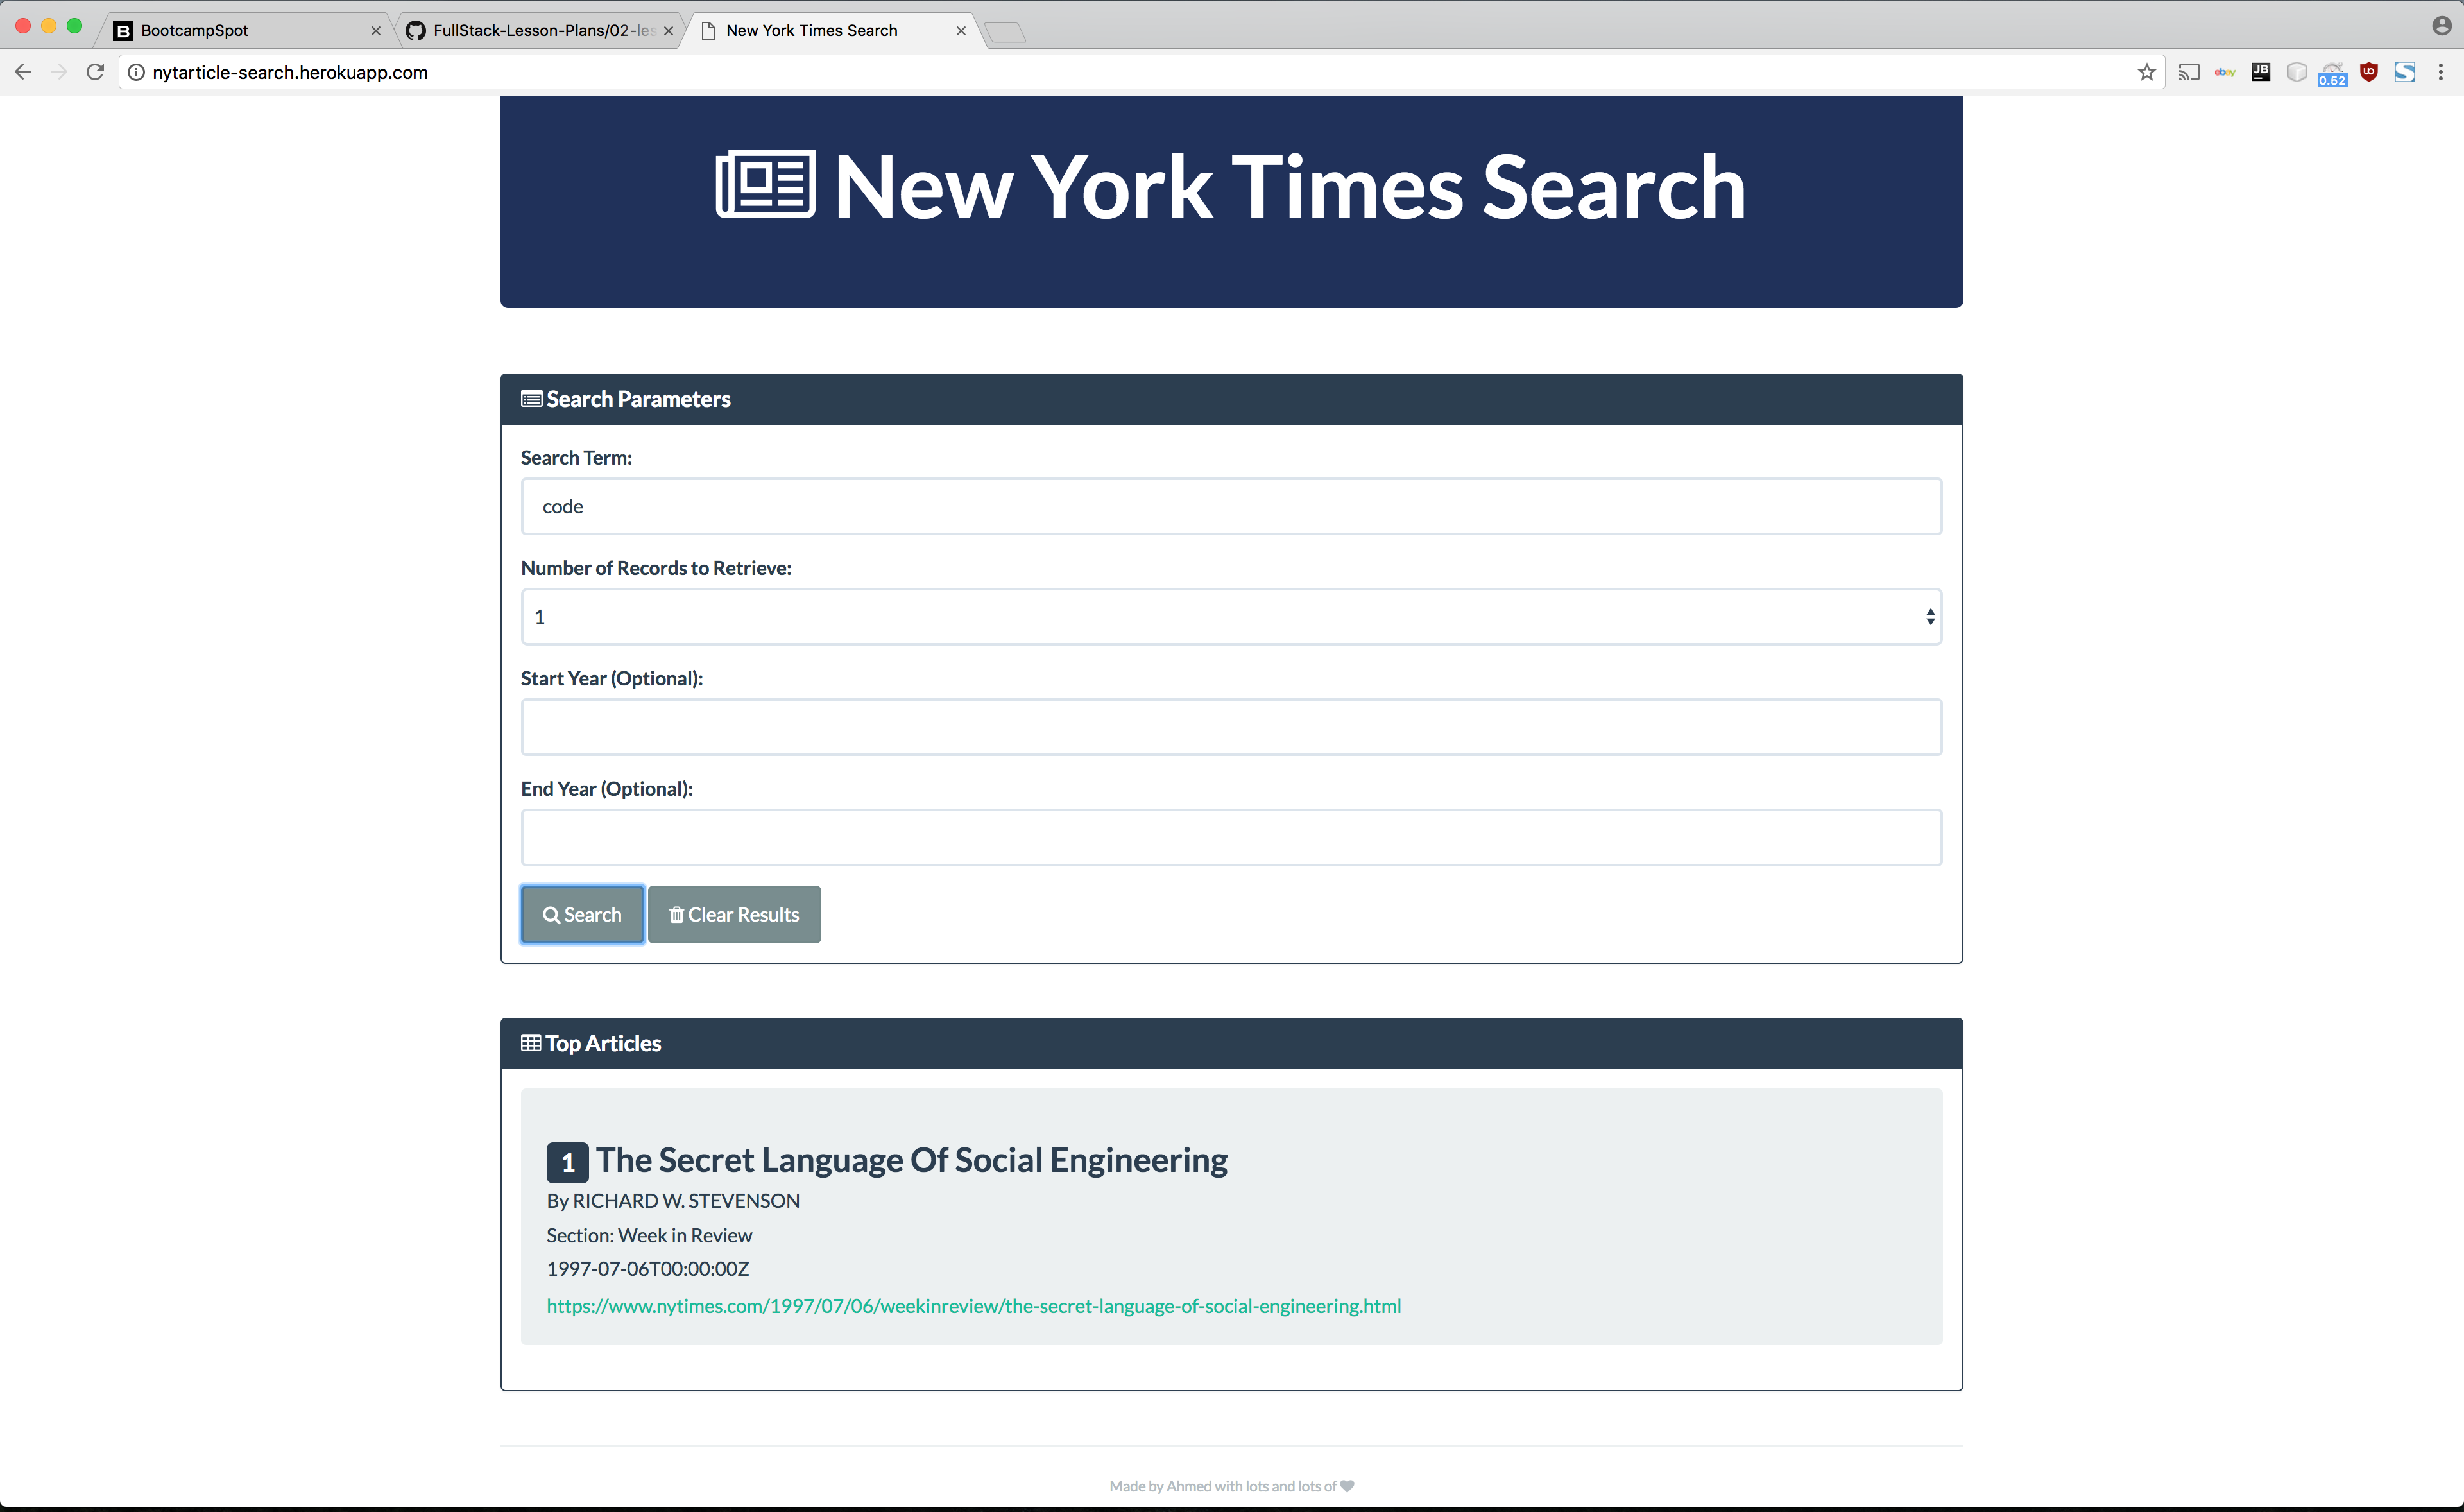 BootcampSpot
FullStack-Lesson-Plans/02-les
New York Times Search
nytarticle-search.herokuapp.com
ebay
JB
0.52
New York Times Search
Search Parameters
Search Term:
code
Number of Records to Retrieve:
1
Start Year (Optional):
End Year (Optional):
Search
Clear Results
Top Articles
1 The Secret Language Of Social Engineering
By RICHARD W. STEVENSON
Section: Week in Review
1997-07-06T00:00:00Z
https://www.nytimes.com/1997/07/06/weekinreview/the-secret-language-of-social-engineering.html
Made by Ahmed with lots and lots of